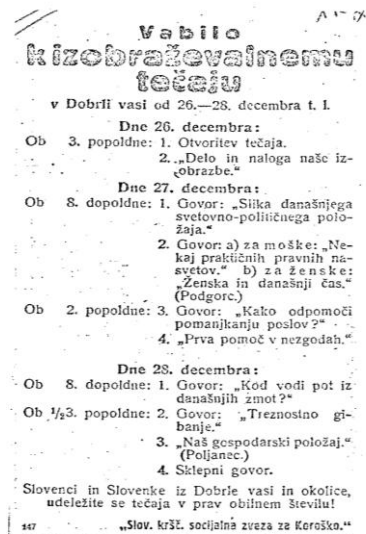 Vabilo
k izobraževalnemu
tečaju
v Dobrli vasi od 26.—28. decembra t. l.
Dne 26. decembra:
Ob 3. popoldne: 1. Otvoritev tečaja.
2. „Delo in naloga naše iz-
obrazbe.“
Dne 27. decembra:
Ob 8. dopoldne: 1. Govor: „Slika današnjega
svetovno-političnega polo-
žaja.“
2. Govor: a) za moške: „Ne-
kaj praktičnih pravnih na-
svetov.“ b) za ženske:
„Ženska in današnji čas.“
(Podgorc.)
Ob 2. popoldne: 3. Govor: „Kako odpomoči
pomanjkanju poslov?“
4. „Prva pomoč v nezgodah.“
Dne 28. decembra:
Ob 8. dopoldne: 1. Govor: „Kod vodi pot iz
današnjih zmot?“
Ob ½3. popoldne: 2. Govor: „Treznostno gi-
banje.“
3. „Naš gospodarski položaj.“
(Poljanec.)
4. Sklepni govor.
Slovenci in Slovenke iz Dobrle vasi in okolice,
udeležite se tečaja v prav obilnem številu!
147 „Slov. kršč. socijalna zveza za Koroško.“